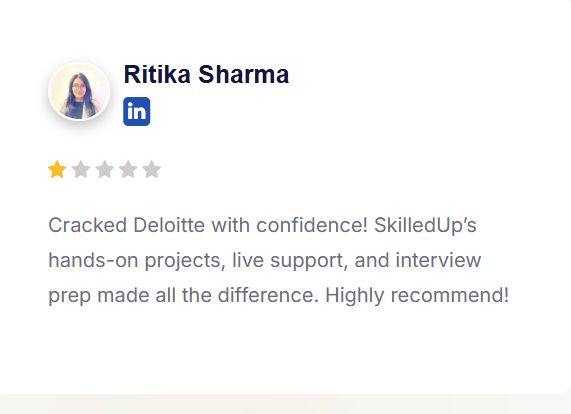 Ritika Sharma
in
Cracked Deloitte with confidence! SkilledUp’s
hands-on projects, live support, and interview
prep made all the difference. Highly recommend!